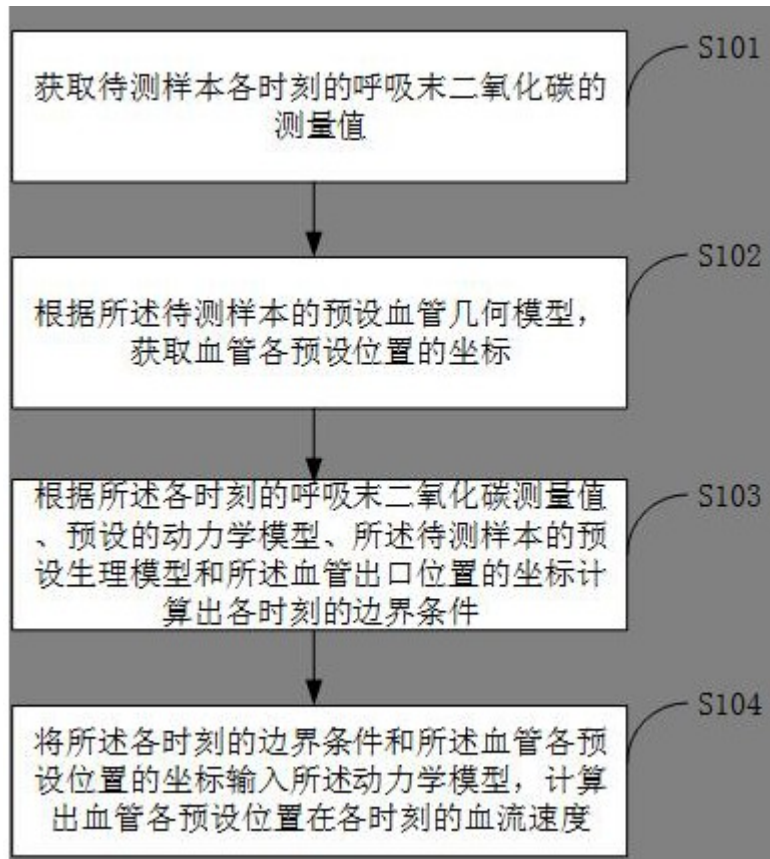 S101
获取待测样本各时刻的呼吸末二氧化碳的
测量值
S102
根据所述待测样本的预设血管几何模型，
获取血管各预设位置的坐标
S103
根据所述各时刻的呼吸末二氧化碳测量值
、预设的动力学模型、所述待测样本的预
设生理模型和所述血管出口位置的坐标计
算出各时刻的边界条件
S104
将所述各时刻的边界条件和所述血管各预
设位置的坐标输入所述动力学模型，计算
出血管各预设位置在各时刻的血流速度